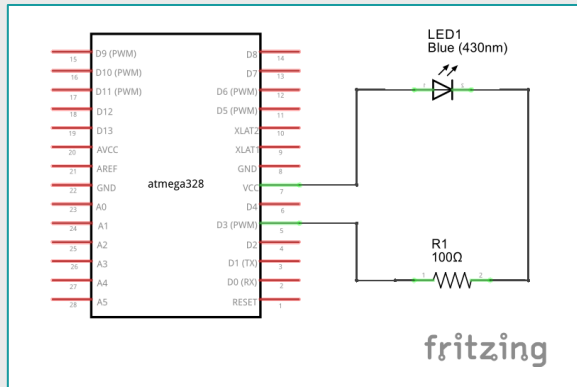 LED1
Blue (430nm)
D9 (PWM)
15
D10 (PWM)
16
D11 (PWM)
17
D12
18
D13
19
AVCC
20
AREF
21
GND
22
A0
23
A1
24
A2
25
A3
26
A4
27
A5
28
atmega328
D8
14
D7
13
D6 (PWM)
12
D5 (PWM)
11
XLAT2
10
XLAT1
9
GND
8
VCC
7
D4
6
D3 (PWM)
5
D2
4
D1 (TX)
3
D0 (RX)
2
RESET
1
R1
100Ω
1 2
fritzing